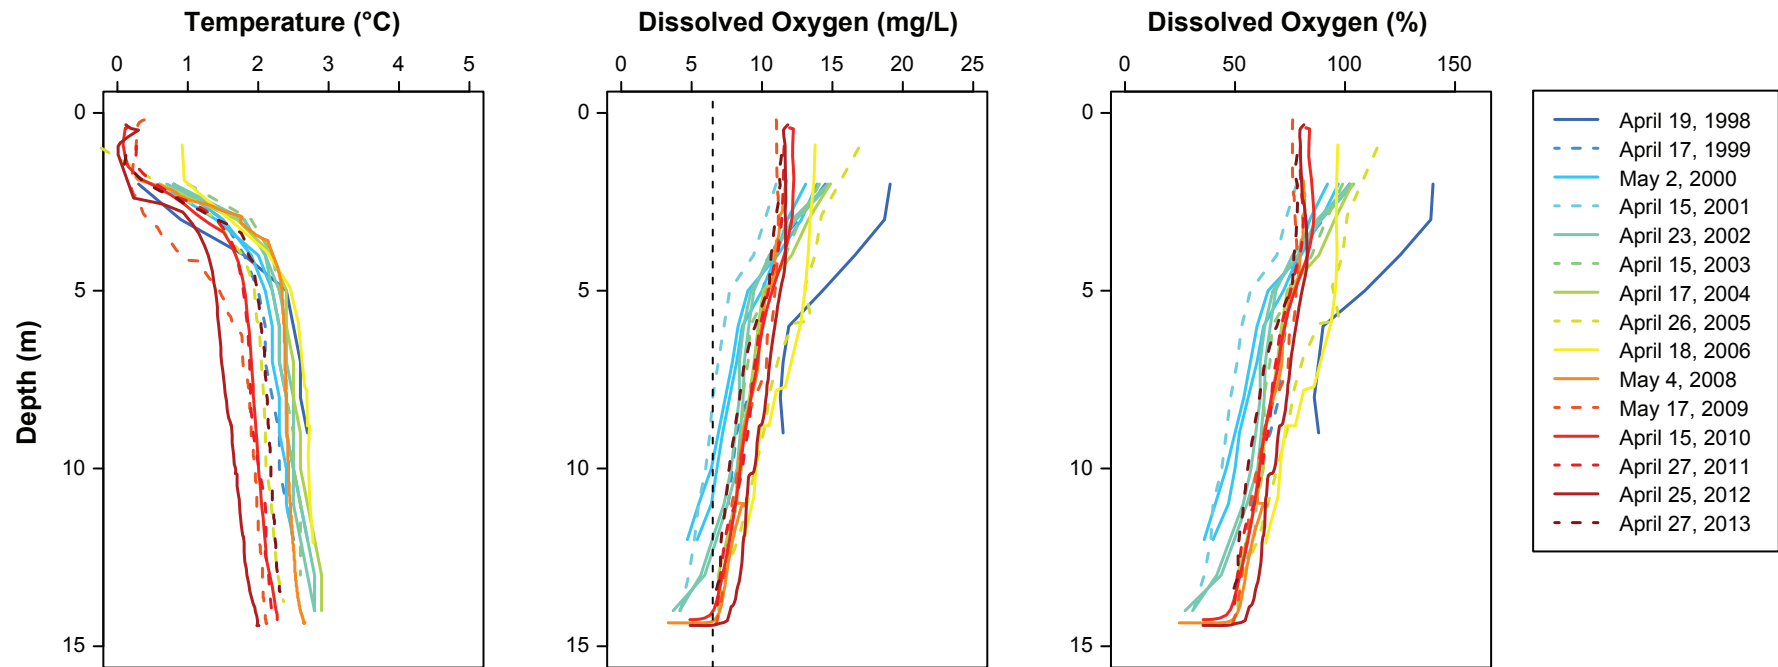 Temperature (°C)
Dissolved Oxygen (mg/L)
Dissolved Oxygen (%)
0 1 2 3 4 5
0 5 10 15 20 25
0 50 100 150
0
5
10
15
0
5
10
15
0
5
10
15
Depth (m)
April 19, 1998
April 17, 1999
May 2, 2000
April 15, 2001
April 23, 2002
April 15, 2003
April 17, 2004
April 26, 2005
April 18, 2006
May 4, 2008
May 17, 2009
April 15, 2010
April 27, 2011
April 25, 2012
April 27, 2013